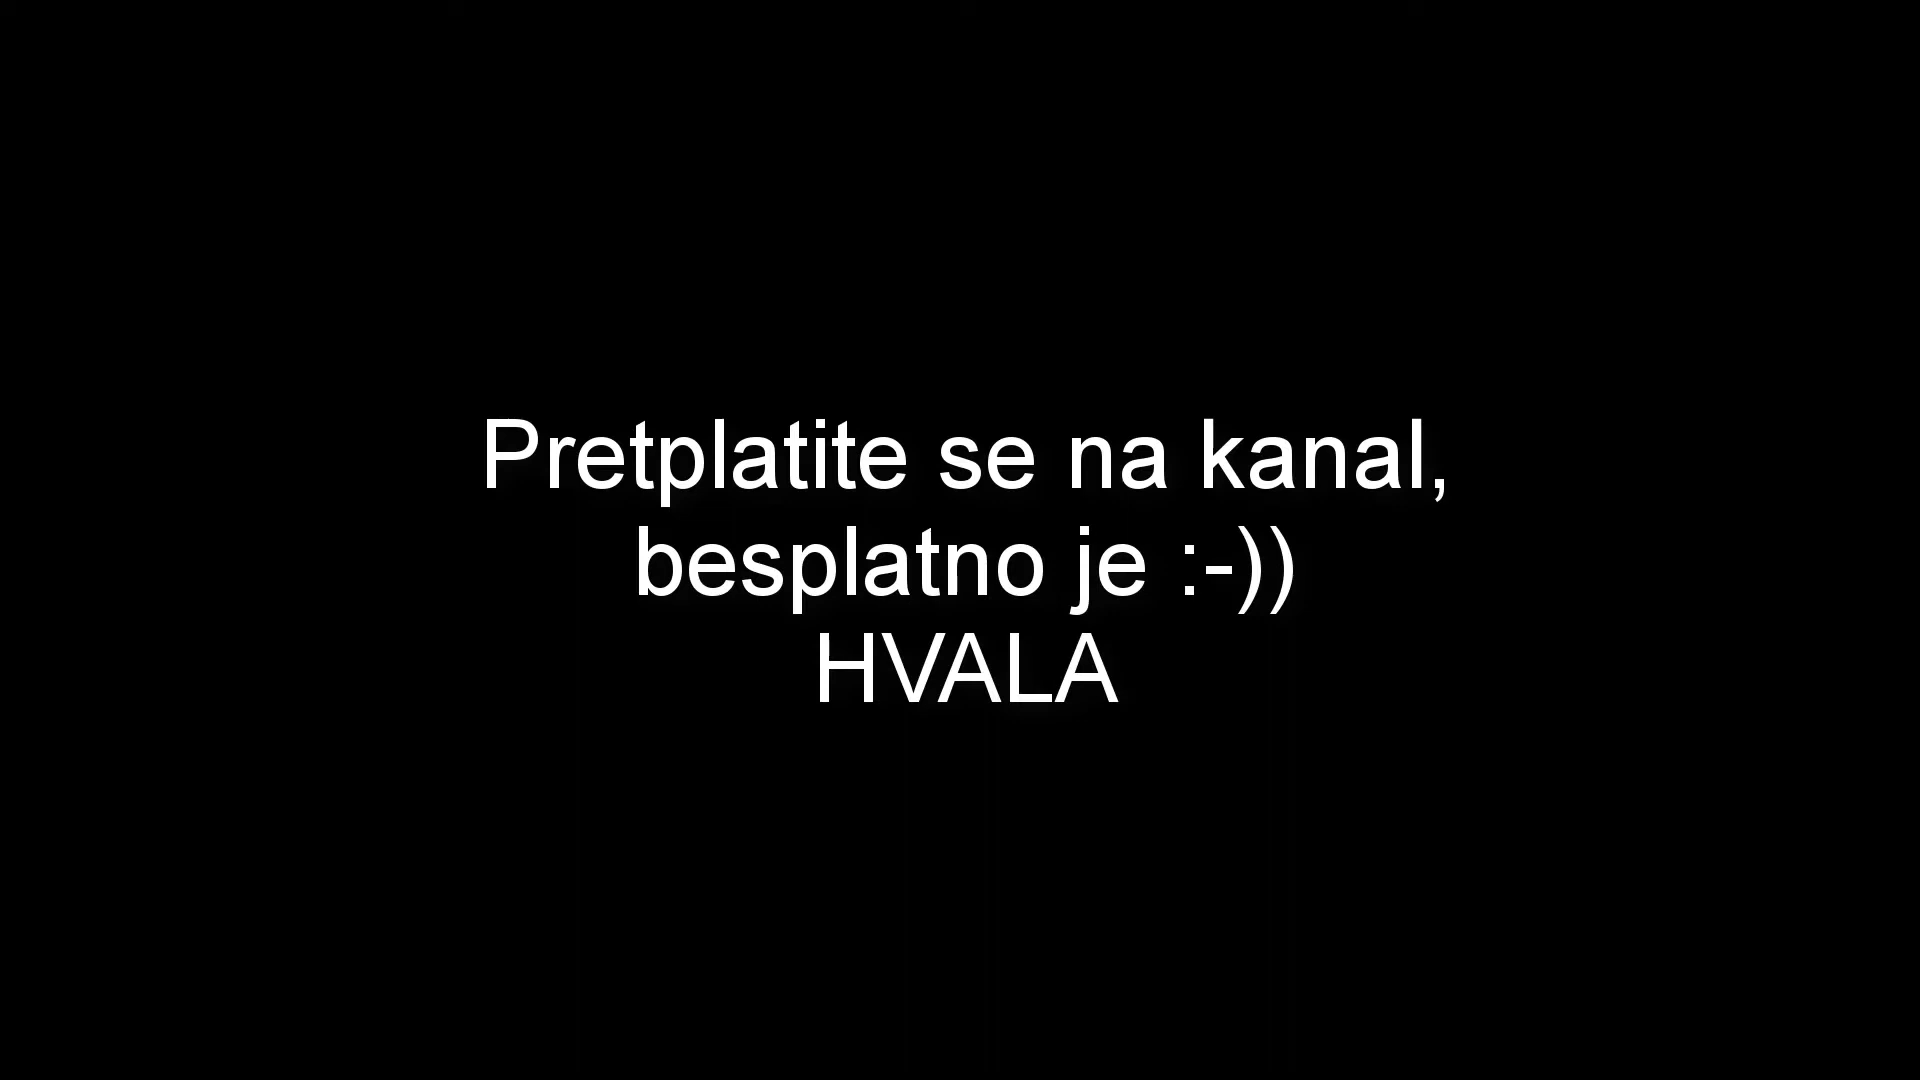 Pretplatite se na kanal,
besplatno je :-))
HVALA